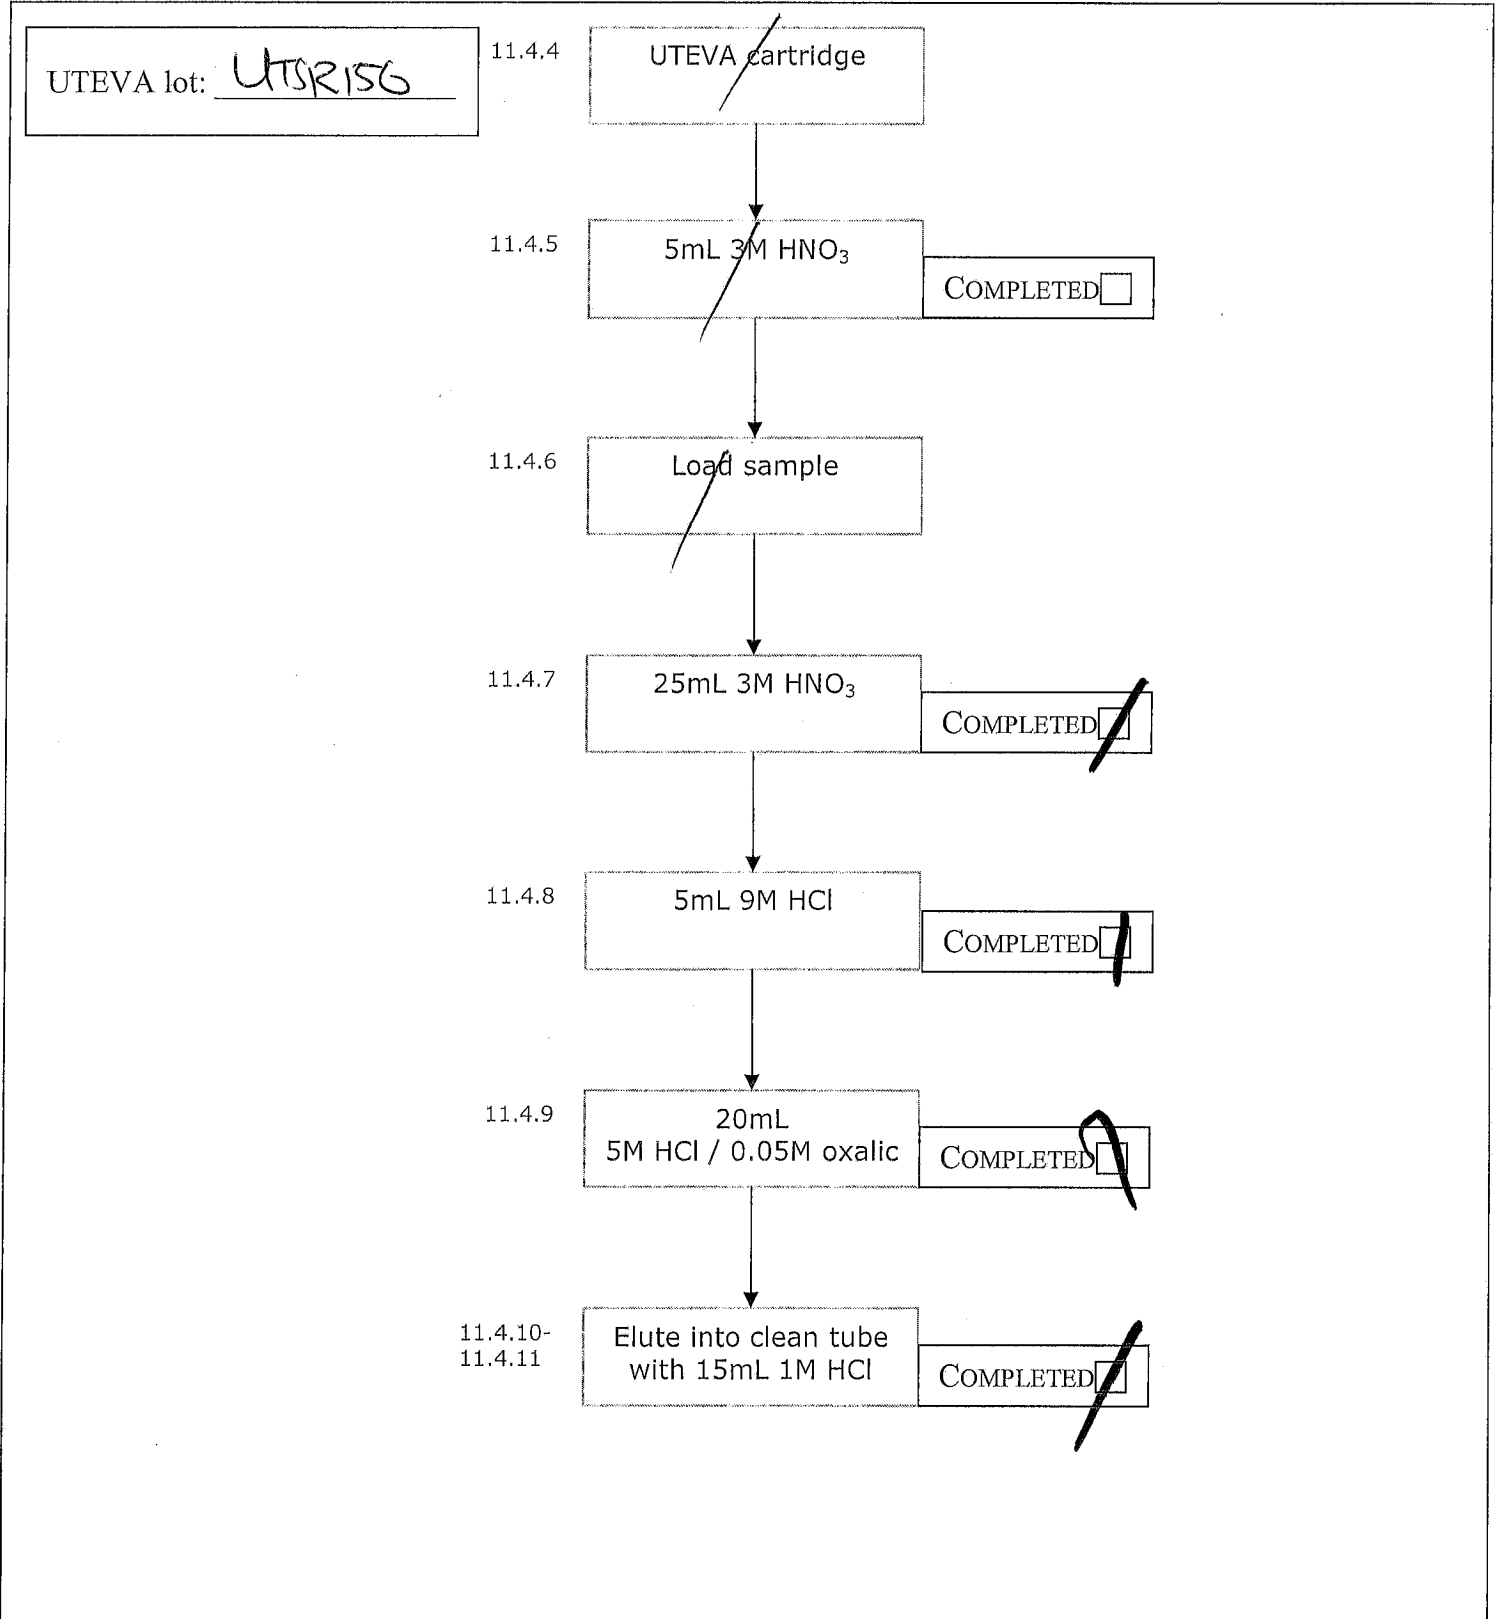 UTEVA lot: UTSR156
11.4.4
UTEVA cartridge
11.4.5
5mL 3M HNO₃
COMPLETED
11.4.6
Load sample
11.4.7
25mL 3M HNO₃
COMPLETED
11.4.8
5mL 9M HCl
COMPLETED
11.4.9
20mL
5M HCl / 0.05M oxalic
COMPLETED
11.4.10-
11.4.11
Elute into clean tube
with 15mL 1M HCl
COMPLETED